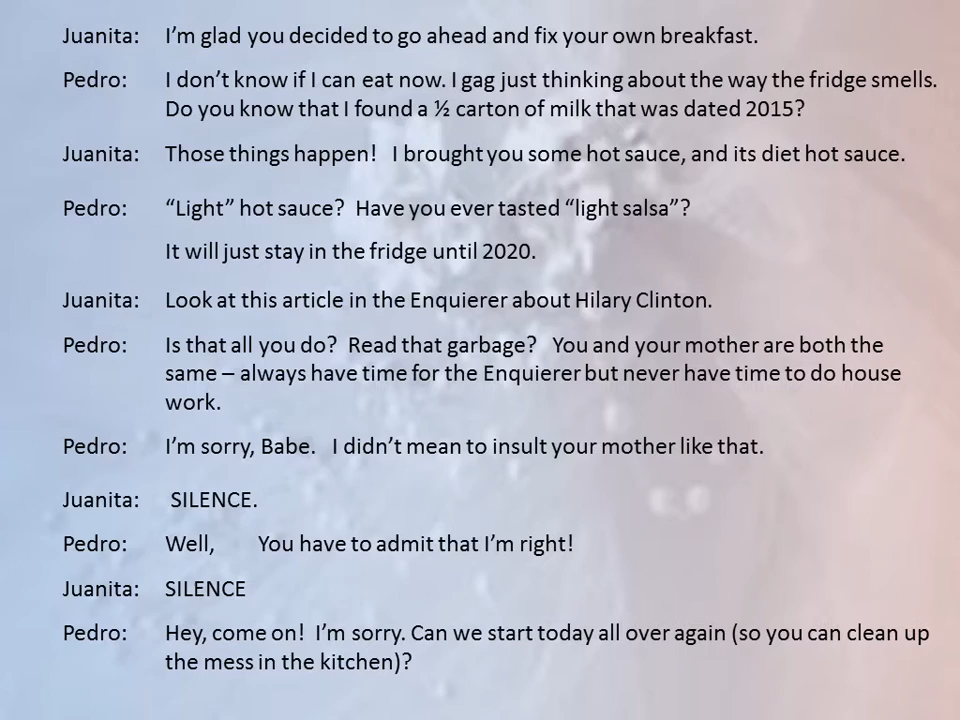 Juanita: I’m glad you decided to go ahead and fix your own breakfast.
Pedro: I don’t know if I can eat now. I gag just thinking about the way the fridge smells.
Do you know that I found a ½ carton of milk that was dated 2015?
Juanita: Those things happen! I brought you some hot sauce, and its diet hot sauce.
Pedro: “Light” hot sauce? Have you ever tasted “light salsa”?
It will just stay in the fridge until 2020.
Juanita: Look at this article in the Enquierer about Hilary Clinton.
Pedro: Is that all you do? Read that garbage? You and your mother are both the
same – always have time for the Enquierer but never have time to do house
work.
Pedro: I’m sorry, Babe. I didn’t mean to insult your mother like that.
Juanita: SILENCE.
Pedro: Well, You have to admit that I’m right!
Juanita: SILENCE
Pedro: Hey, come on! I’m sorry. Can we start today all over again (so you can clean up
the mess in the kitchen)?